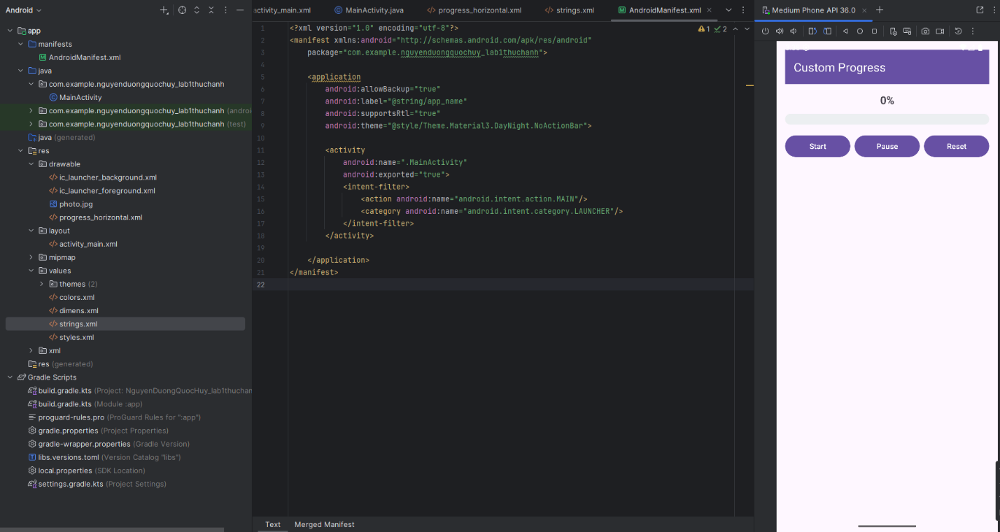 Android
activity_main.xml
MainActivity.java
progress_horizontal.xml
strings.xml
AndroidManifest.xml
Medium Phone API 36.0
app
manifests
AndroidManifest.xml
java
com.example.nguyenduongquochuy_lab1thuchanh
MainActivity
com.example.nguyenduongquochuy_lab1thuchanh (androi
com.example.nguyenduongquochuy_lab1thuchanh (test)
java (generated)
res
drawable
ic_launcher_background.xml
ic_launcher_foreground.xml
photo.jpg
progress_horizontal.xml
layout
activity_main.xml
mipmap
values
themes (2)
colors.xml
dimens.xml
strings.xml
styles.xml
xml
res (generated)
Gradle Scripts
build.gradle.kts (Project: NguyenDuongQuocHuy_lab1thuchan
build.gradle.kts (Module :app)
proguard-rules.pro (ProGuard Rules for ":app")
gradle.properties (Project Properties)
gradle-wrapper.properties (Gradle Version)
libs.versions.toml (Version Catalog "libs")
local.properties (SDK Location)
settings.gradle.kts (Project Settings)
1 <?xml version="1.0" encoding="utf-8"?>
2 <manifest xmlns:android="http://schemas.android.com/apk/res/android"
3 package="com.example.nguyenduongquochuy_lab1thuchanh">
4
5 <application
6 android:allowBackup="true"
7 android:label="@string/app_name"
8 android:supportsRtl="true"
9 android:theme="@style/Theme.Material3.DayNight.NoActionBar">
10
11 <activity
12 android:name=".MainActivity"
13 android:exported="true">
14 <intent-filter>
15 <action android:name="android.intent.action.MAIN"/>
16 <category android:name="android.intent.category.LAUNCHER"/>
17 </intent-filter>
18 </activity>
19
20 </application>
21 </manifest>
22
1 2
Text Merged Manifest
Custom Progress
0%
Start Pause Reset